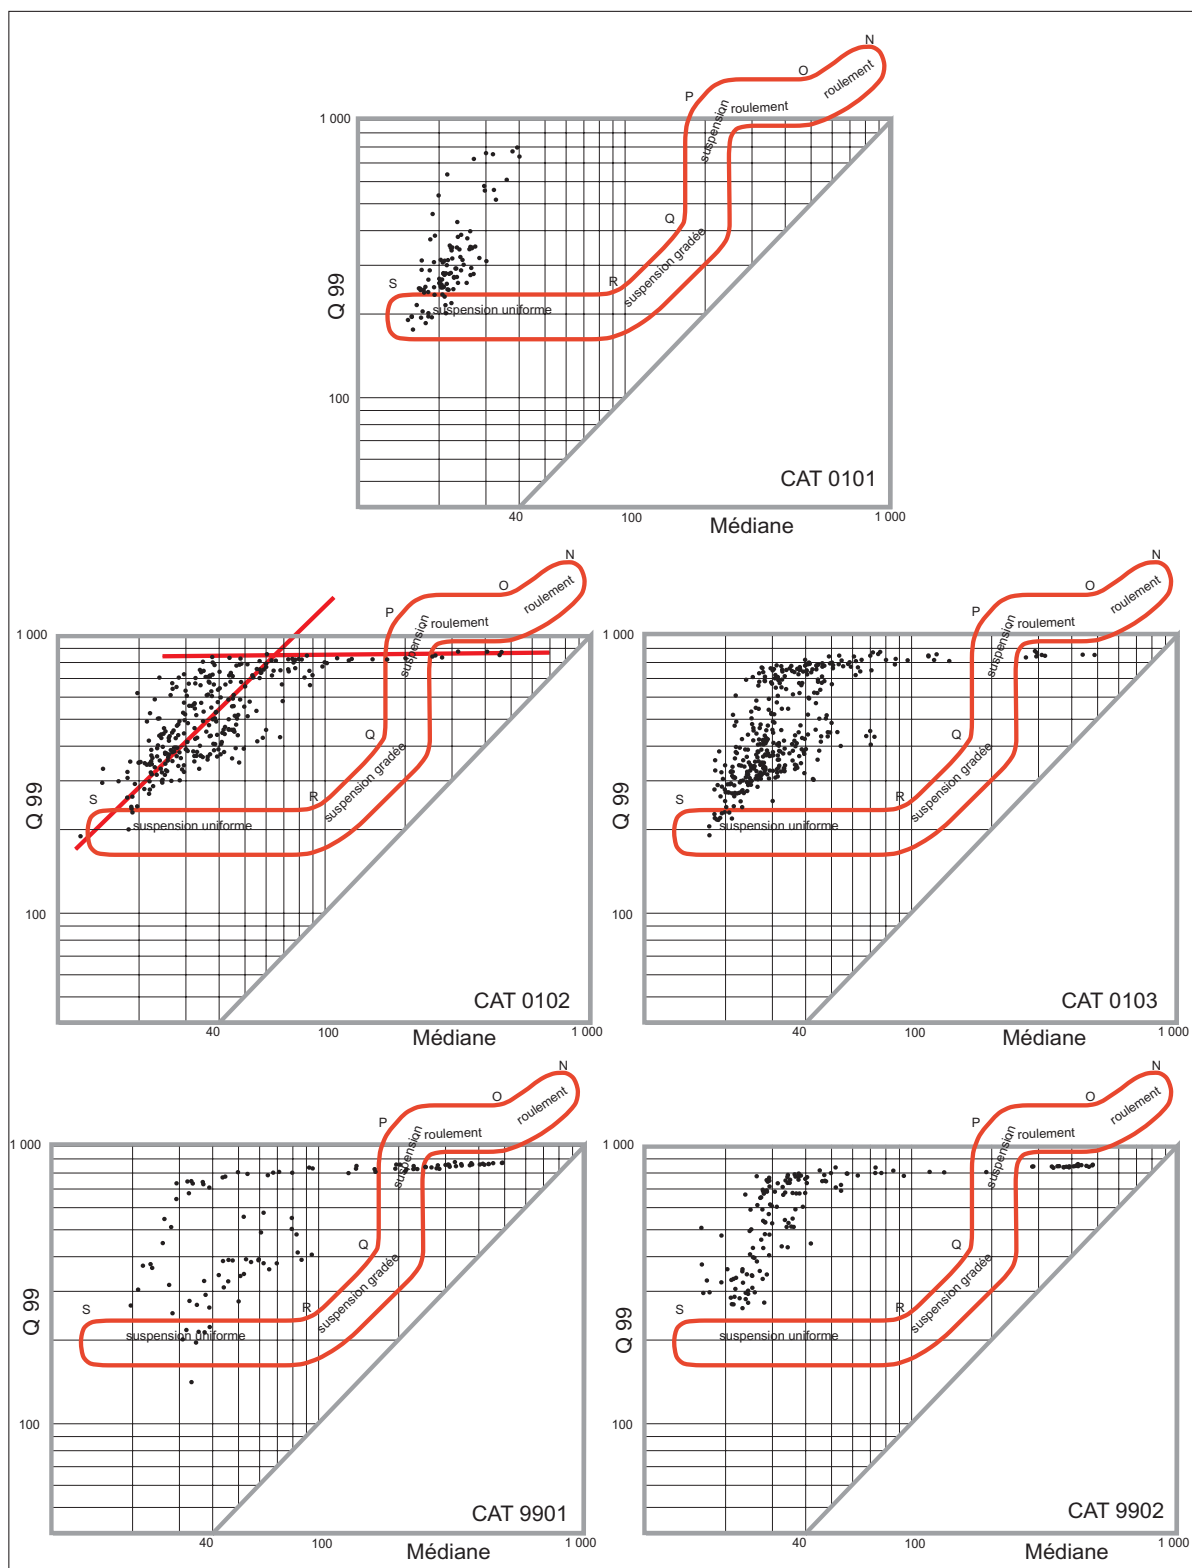 N
O
roulement
P
roulement
suspension
1 000
Q
suspension gradée
S
R
suspension uniforme
Q 99
100
CAT 0101
40
100
1 000
Médiane
N
O
roulement
P
roulement
suspension
1 000
Q
suspension gradée
S
R
suspension uniforme
Q 99
100
CAT 0102
40
100
1 000
Médiane
N
O
roulement
P
roulement
suspension
1 000
Q
suspension gradée
S
R
suspension uniforme
Q 99
100
CAT 0103
40
100
1 000
Médiane
N
O
roulement
P
roulement
suspension
1 000
Q
suspension gradée
S
R
suspension uniforme
Q 99
100
CAT 9901
40
100
1 000
Médiane
N
O
roulement
P
roulement
suspension
1 000
Q
suspension gradée
S
R
suspension uniforme
Q 99
100
CAT 9902
40
100
1 000
Médiane